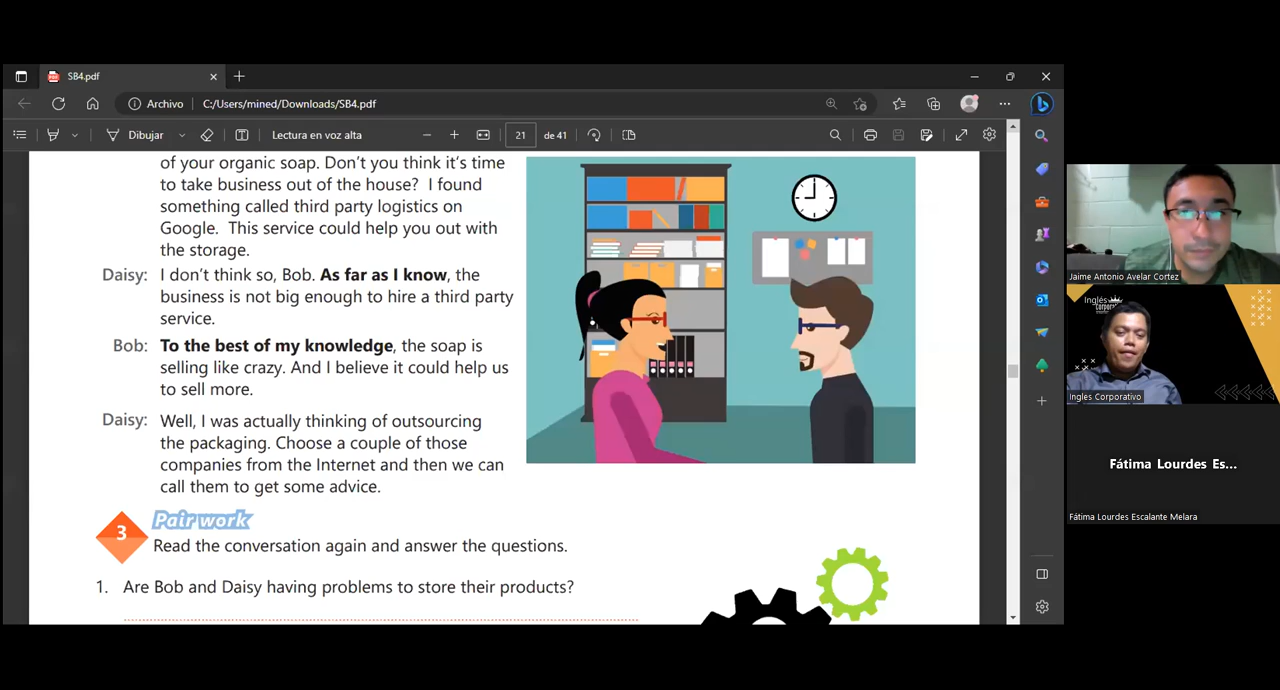 SB4.pdf
Archivo
C:/Users/mined/Downloads/SB4.pdf
Dibujar
Lectura en voz alta
21
de 41
of your organic soap. Don't you think it's time
to take business out of the house? I found
something called third party logistics on
Google. This service could help you out with
the storage.
Daisy: I don't think so, Bob. As far as I know, the
business is not big enough to hire a third party
service.
Bob: To the best of my knowledge, the soap is
selling like crazy. And I believe it could help us
to sell more.
Daisy: Well, I was actually thinking of outsourcing
the packaging. Choose a couple of those
companies from the Internet and then we can
call them to get some advice.
3
Pair work
Read the conversation again and answer the questions.
1. Are Bob and Daisy having problems to store their products?
Jaime Antonio Avelar Cortez
Inglés
Corporativo
Ingles Corporativo
Fátima Lourdes Es...
Fátima Lourdes Escalante Melara